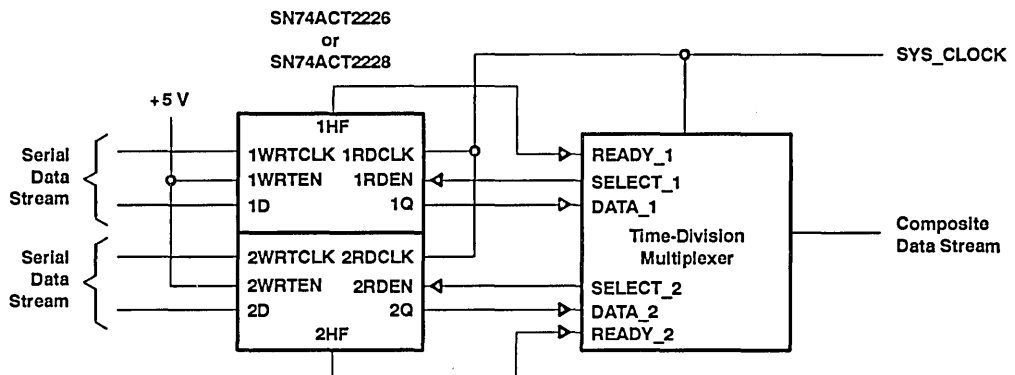 SN74ACT2226
or
SN74ACT2228
SYS_CLOCK
+5 V
1HF
Serial
Data
Stream
1WRTCLK 1RDCLK
1WRTEN 1RDEN
1D 1Q
READY_1
SELECT_1
DATA_1
Time-Division
Multiplexer
Composite
Data Stream
Serial
Data
Stream
2WRTCLK 2RDCLK
2WRTEN 2RDEN
2D 2Q
2HF
SELECT_2
DATA_2
READY_2